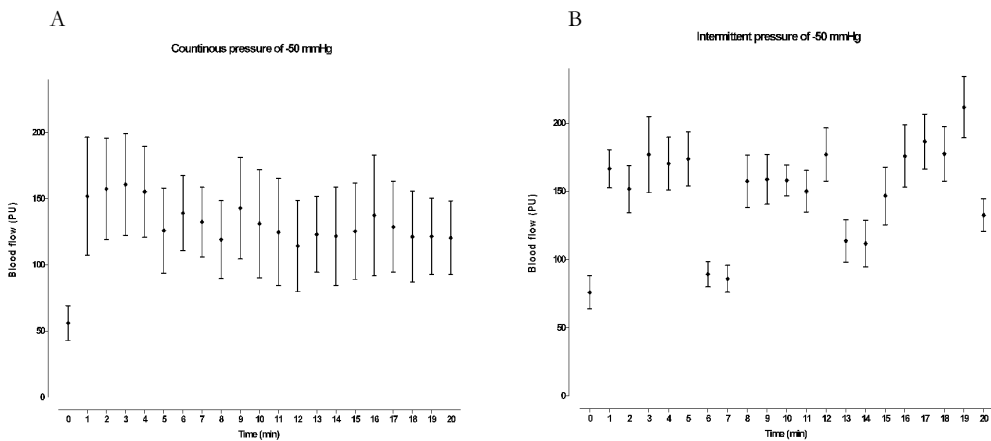 A
Countinous pressure of -50 mmHg
Blood flow (PU)
200
150
100
50
0
0 1 2 3 4 5 6 7 8 9 10 11 12 13 14 15 16 17 18 19 20
Time (min)
B
Intermittent pressure of -50 mmHg
Blood flow (PU)
200
150
100
50
0
0 1 2 3 4 5 6 7 8 9 10 11 12 13 14 15 16 17 18 19 20
Time (min)